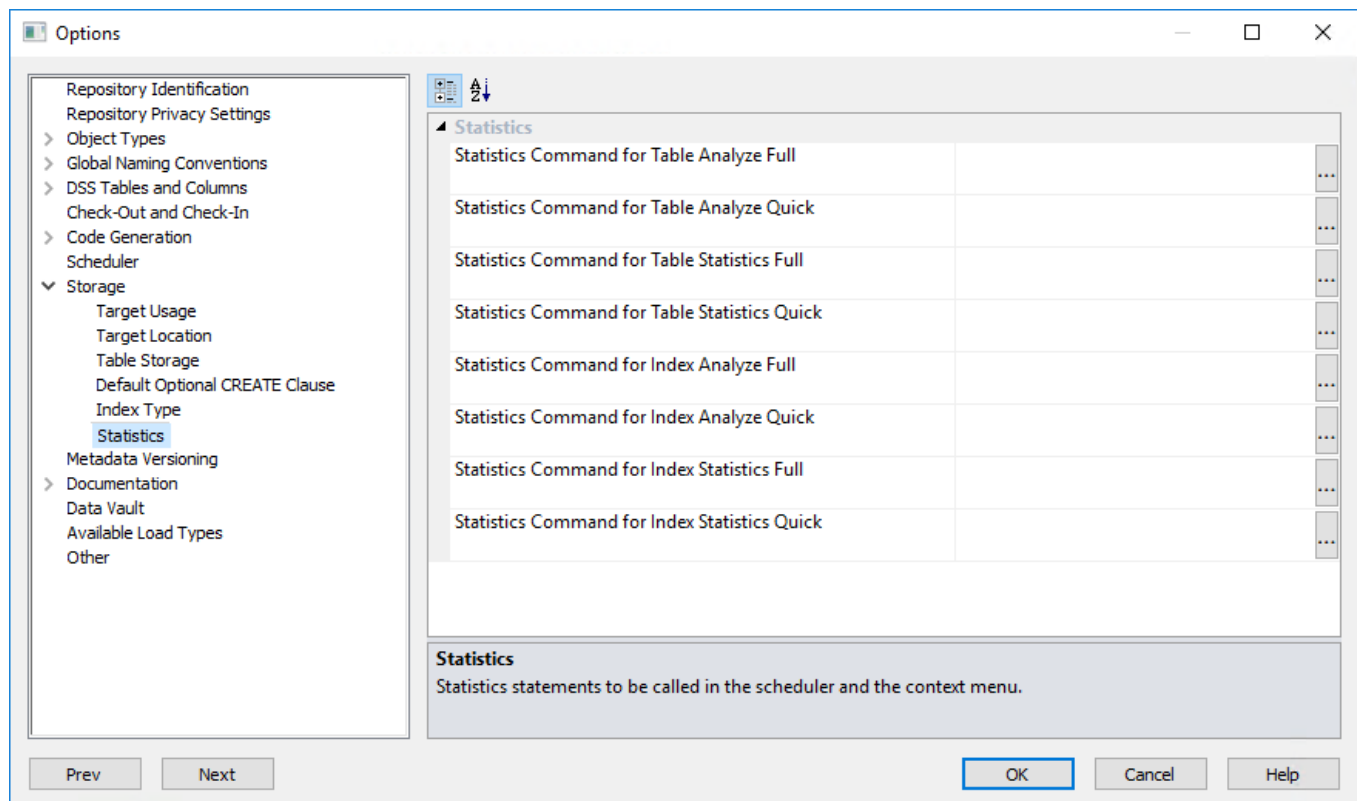 Options
Repository Identification
Repository Privacy Settings
Object Types
Global Naming Conventions
DSS Tables and Columns
Check-Out and Check-In
Code Generation
Scheduler
Storage
Target Usage
Target Location
Table Storage
Default Optional CREATE Clause
Index Type
Statistics
Metadata Versioning
Documentation
Data Vault
Available Load Types
Other
A
Z
Statistics
Statistics Command for Table Analyze Full
...
Statistics Command for Table Analyze Quick
...
Statistics Command for Table Statistics Full
...
Statistics Command for Table Statistics Quick
...
Statistics Command for Index Analyze Full
...
Statistics Command for Index Analyze Quick
...
Statistics Command for Index Statistics Full
...
Statistics Command for Index Statistics Quick
...
Statistics
Statistics statements to be called in the scheduler and the context menu.
Prev Next OK Cancel Help